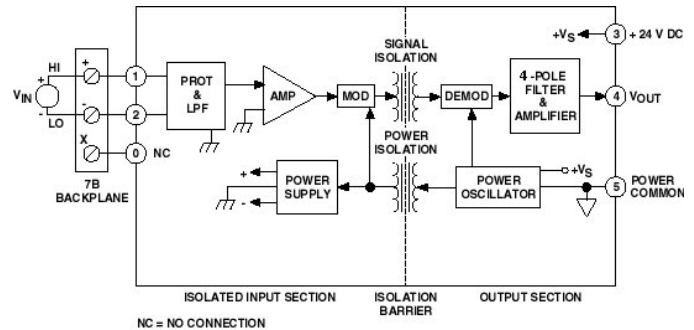 +VS
3
+ 24 V DC
SIGNAL
ISOLATION
HI
+
1
PROT
&
LPF
AMP
MOD
DEMOD
4-POLE
FILTER
&
AMPLIFIER
4
VOUT
+
VIN
-
-
2
LO
X
0
NC
7B
BACKPLANE
POWER
ISOLATION
+
-
POWER
SUPPLY
POWER
OSCILLATOR
+VS
5
POWER
COMMON
ISOLATED INPUT SECTION
ISOLATION
BARRIER
OUTPUT SECTION
NC = NO CONNECTION